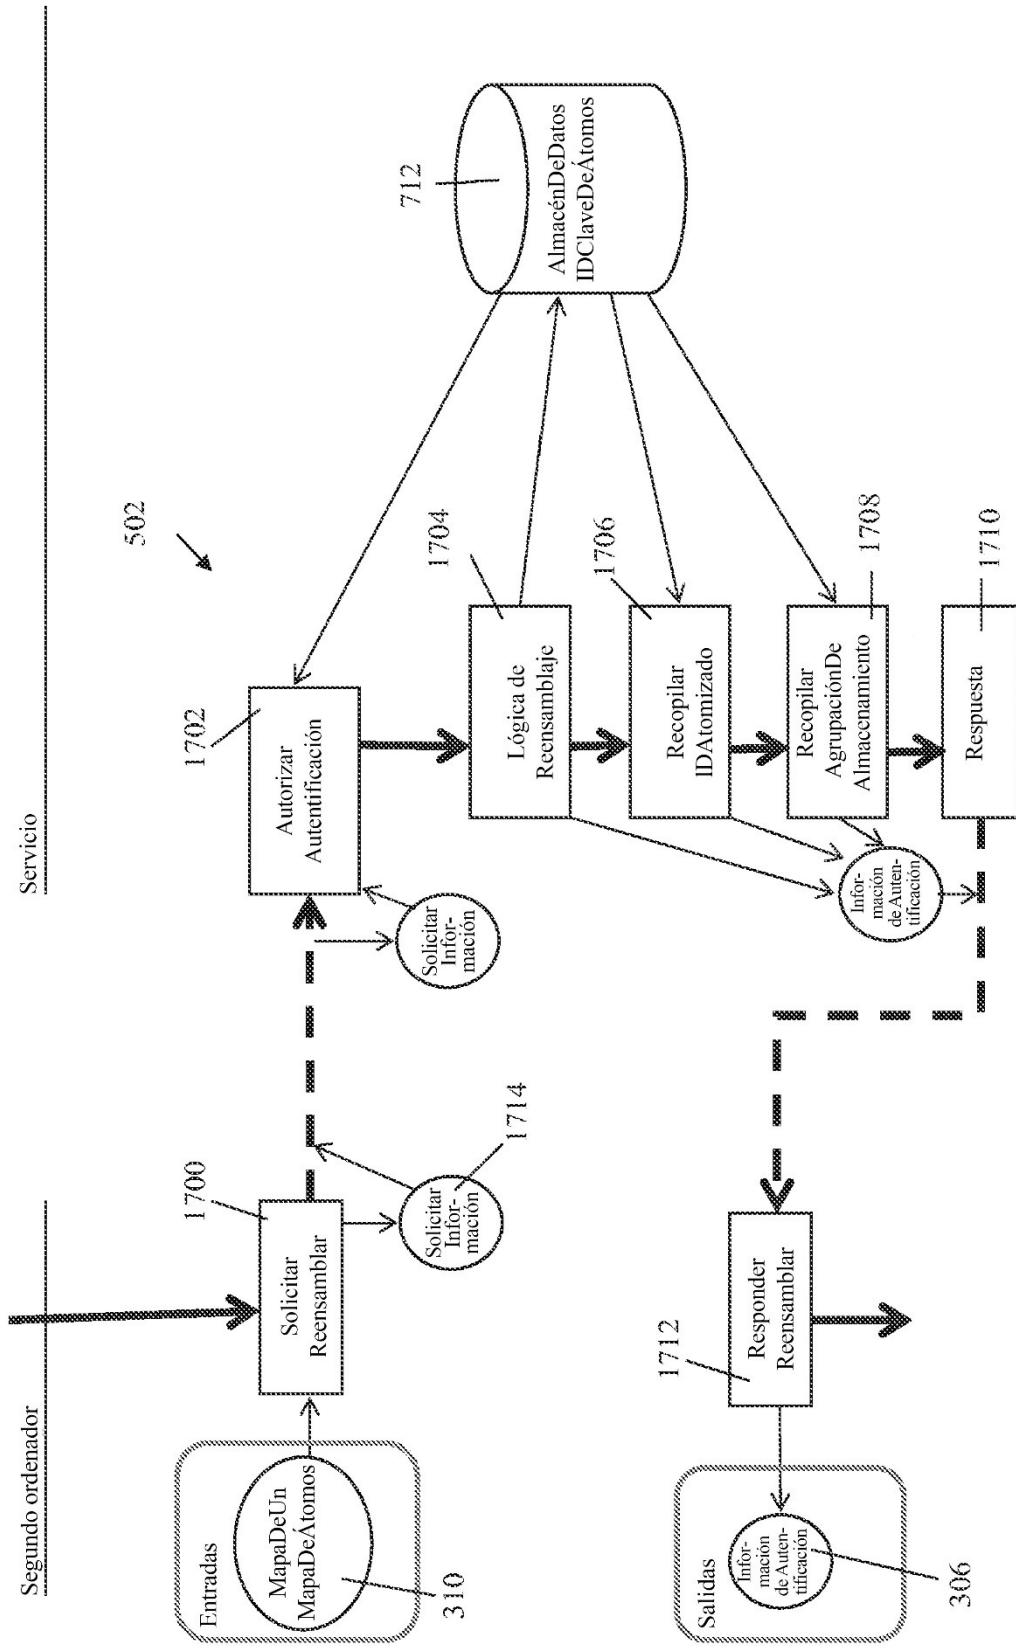 Segundo ordenador
Servicio
502
Entradas
MapaDeUn
MapaDeÁtomos
310
1700
Solicitar
Reensamblar
Solicitar
Infor-
mación
1714
Solicitar
Infor-
mación
1702
Autorizar
Autentificación
712
AlmacénDeDatos
IDClaveDeÁtomos
1704
Lógica de
Reensamblaje
1706
Recopilar
IDAtomizado
1708
Recopilar
AgrupaciónDe
Almacenamiento
Infor-
mación
de Auten-
tificación
1710
Respuesta
1712
Responder
Reensamblar
Salidas
Infor-
mación
de Auten-
tificación
306